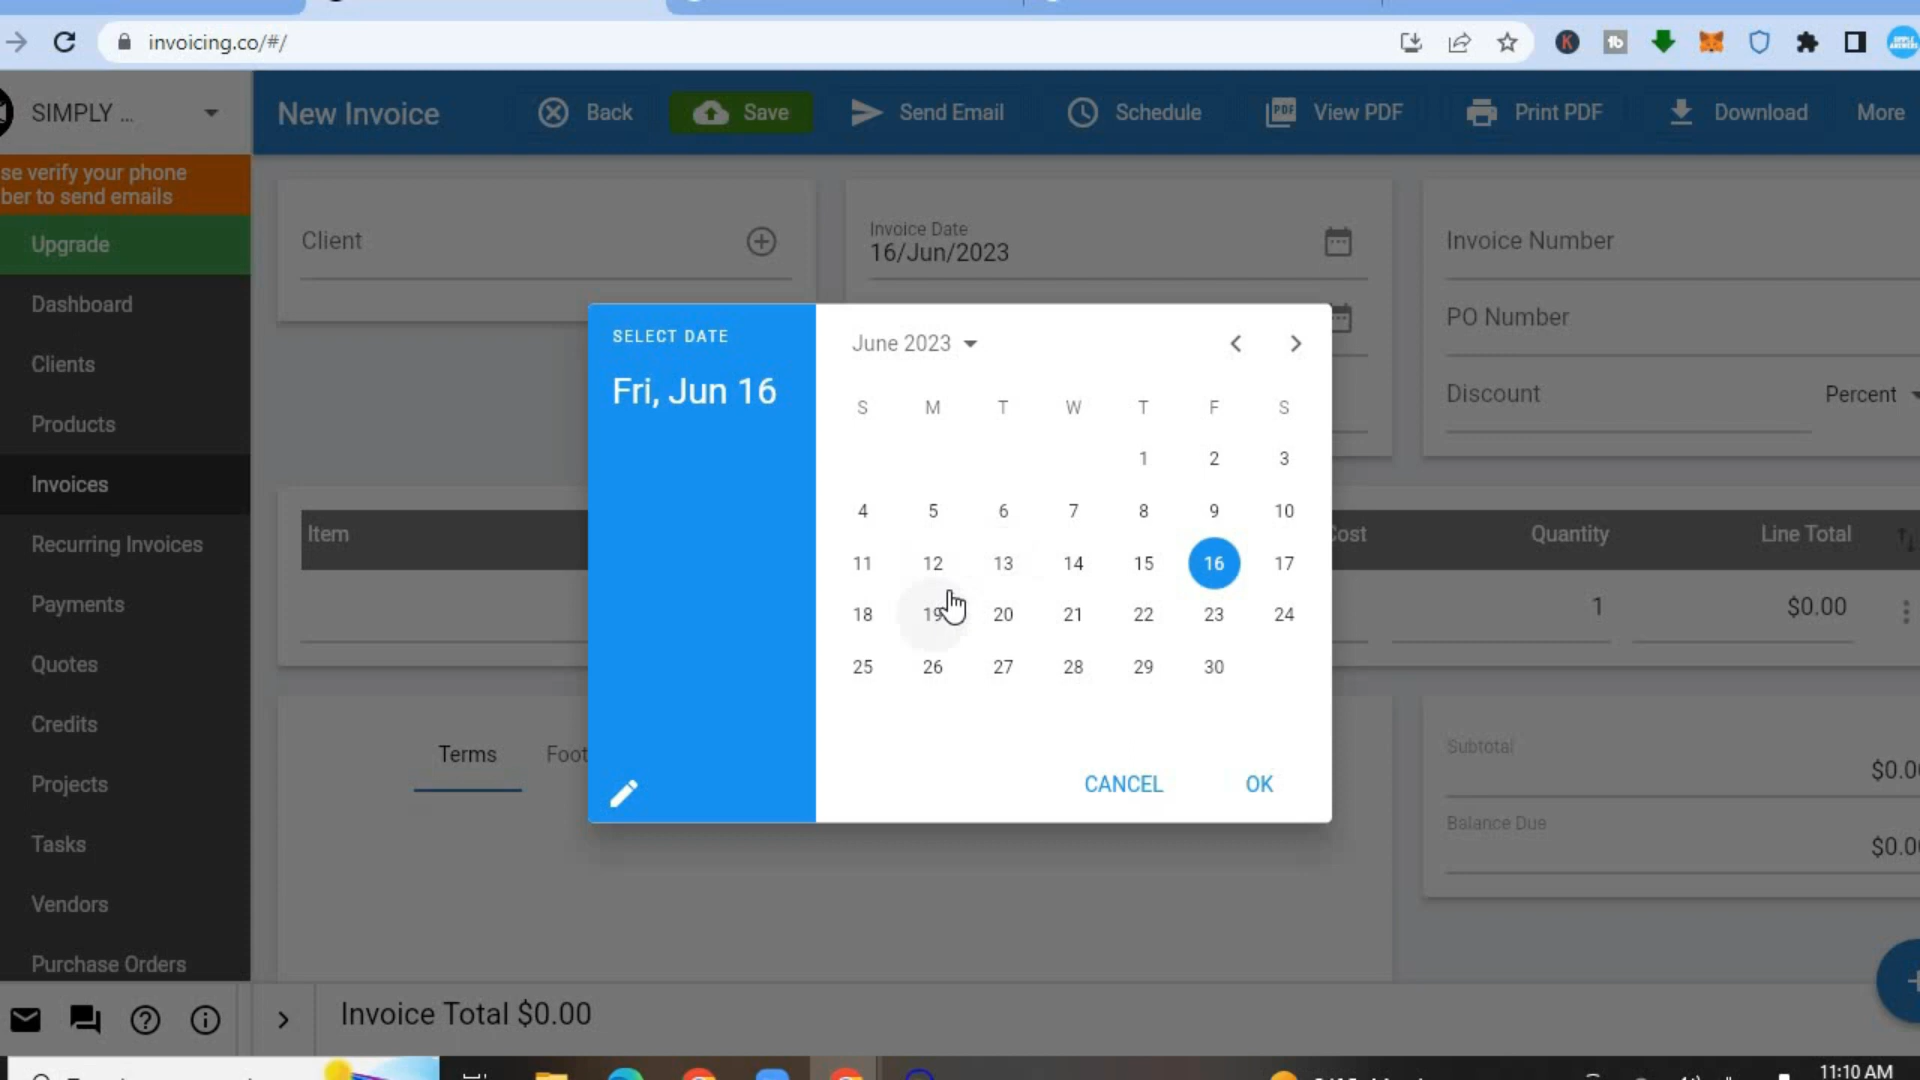 invoicing.co/#/
SIMPLY ...
New Invoice
Back
Save
Send Email
Schedule
PDF
View PDF
Print PDF
Download
More
se verify your phone
ber to send emails
Upgrade
Dashboard
Clients
Products
Invoices
Recurring Invoices
Payments
Quotes
Credits
Projects
Tasks
Vendors
Purchase Orders
Client
Invoice Date
16/Jun/2023
Invoice Number
PO Number
Discount
Percent
SELECT DATE
Fri, Jun 16
June 2023
S M T W T F S
1 2 3
4 5 6 7 8 9 10
11 12 13 14 15 16 17
18 19 20 21 22 23 24
25 26 27 28 29 30
CANCEL
OK
Item
Cost
Quantity
Line Total
1
$0.00
Terms
Foot
Subtotal
$0.0
Balance Due
$0.0
Invoice Total $0.00
11:10 AM